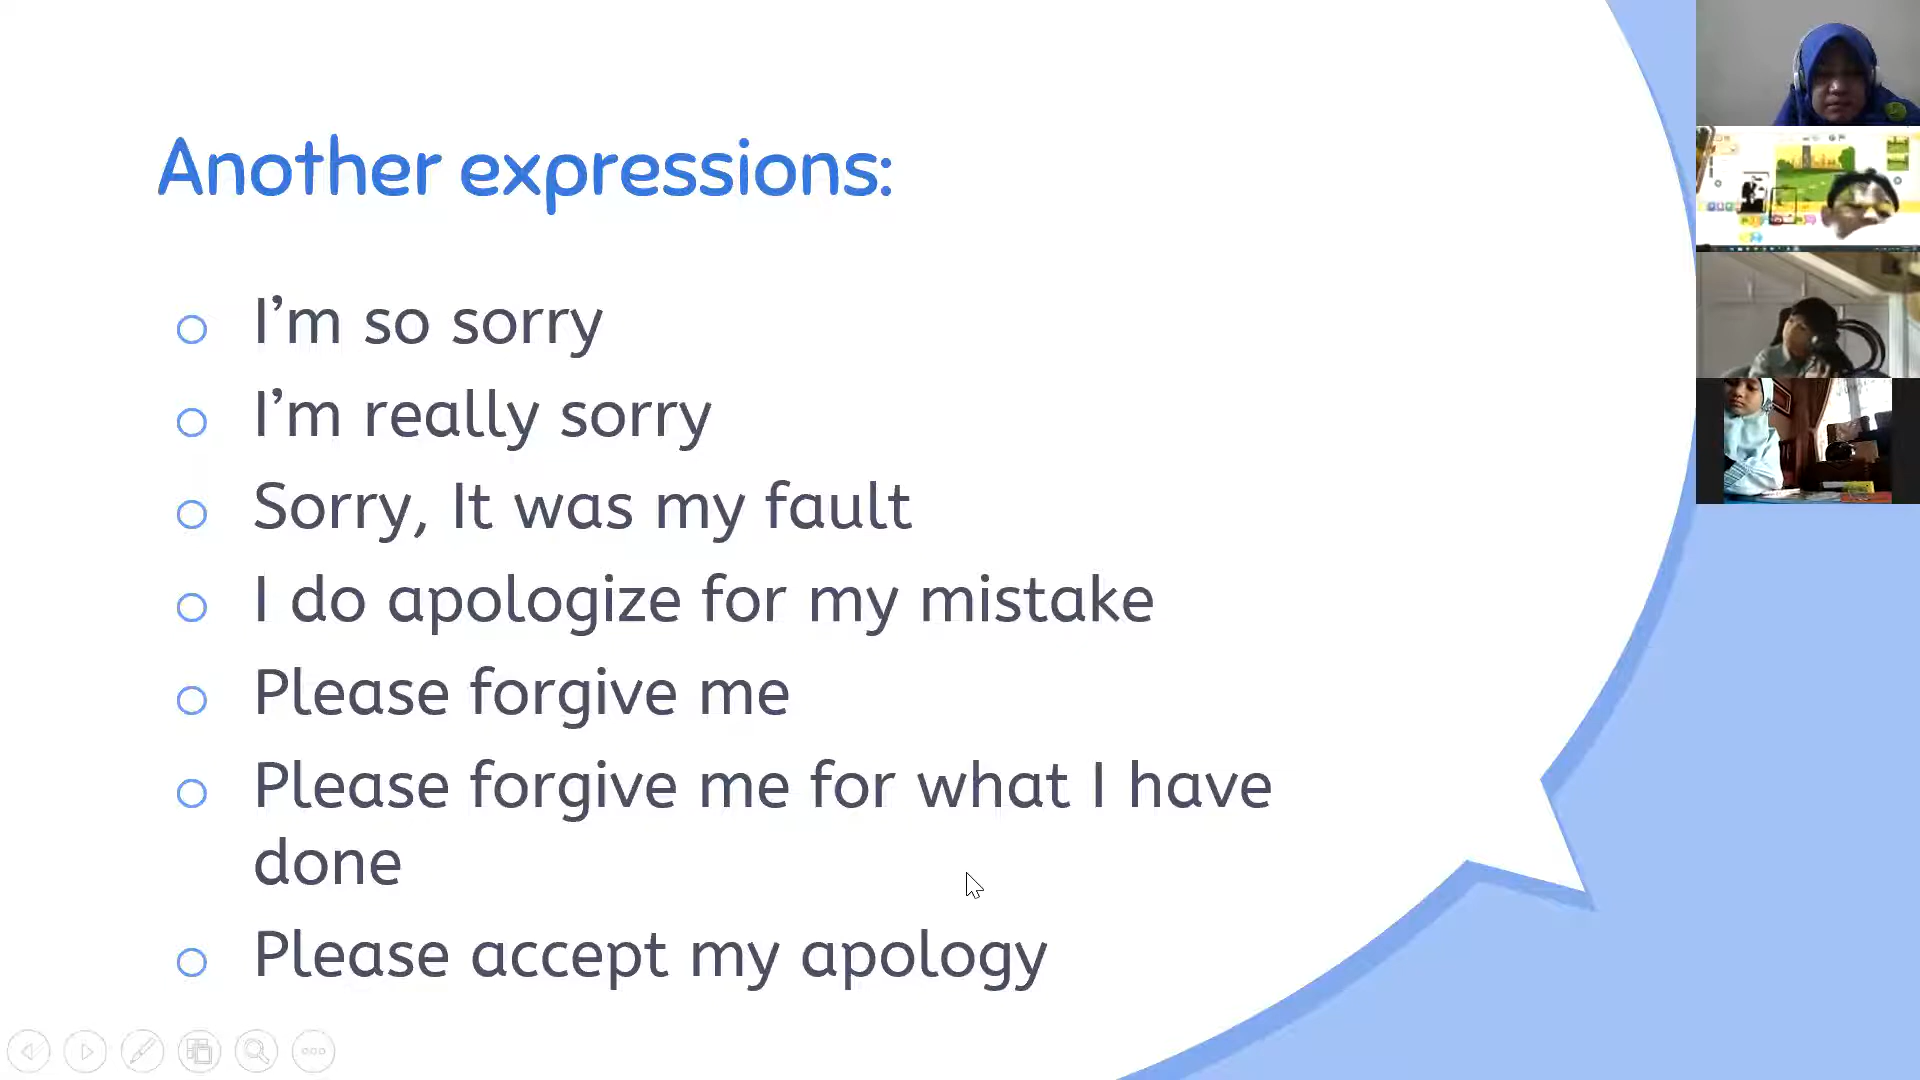 Another expressions:
I’m so sorry
I’m really sorry
Sorry, It was my fault
I do apologize for my mistake
Please forgive me
Please forgive me for what I have
done
Please accept my apology